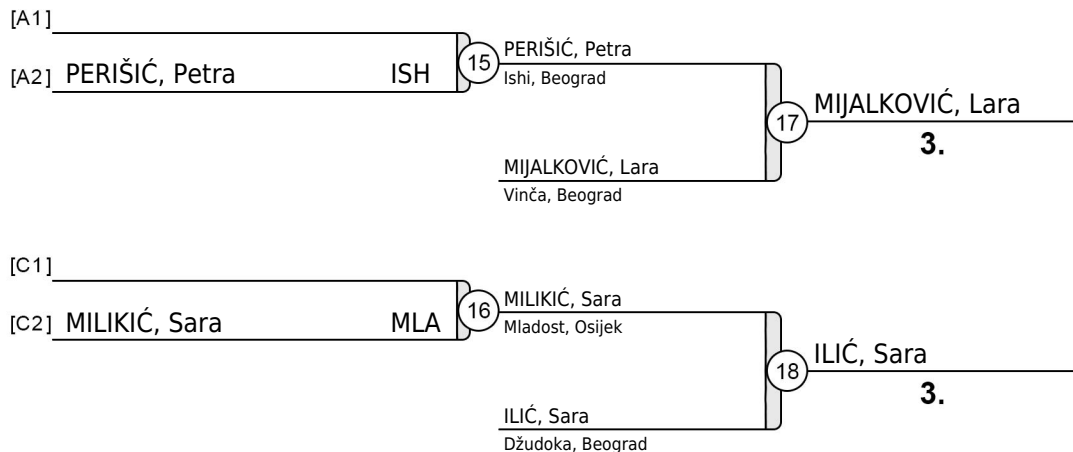 [A1]
[A2] PERIŠIĆ, Petra ISH
15
PERIŠIĆ, Petra
Ishi, Beograd
17
MIJALKOVIĆ, Lara
3.
MIJALKOVIĆ, Lara
Vinča, Beograd
[C1]
[C2] MILIKIĆ, Sara MLA
16
MILIKIĆ, Sara
Mladost, Osijek
18
ILIĆ, Sara
3.
ILIĆ, Sara
Džudoka, Beograd